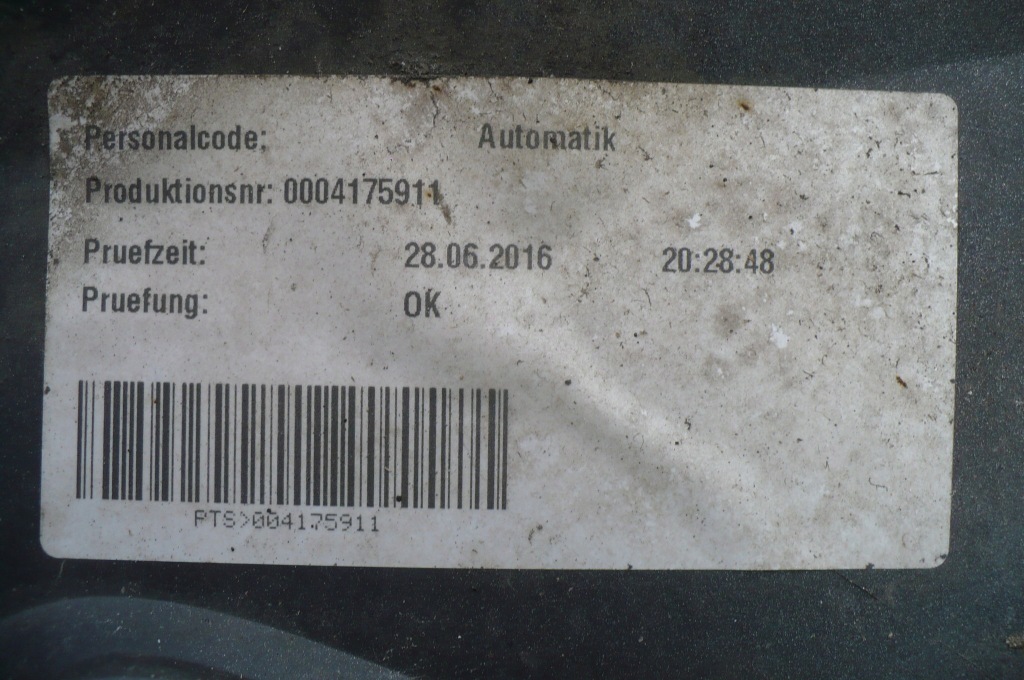 Personalcode: Automatik
Produktionsnr: 0004175911
Pruefzeit: 28.06.2016 20:28:48
Pruefung: OK
PTS>004175911